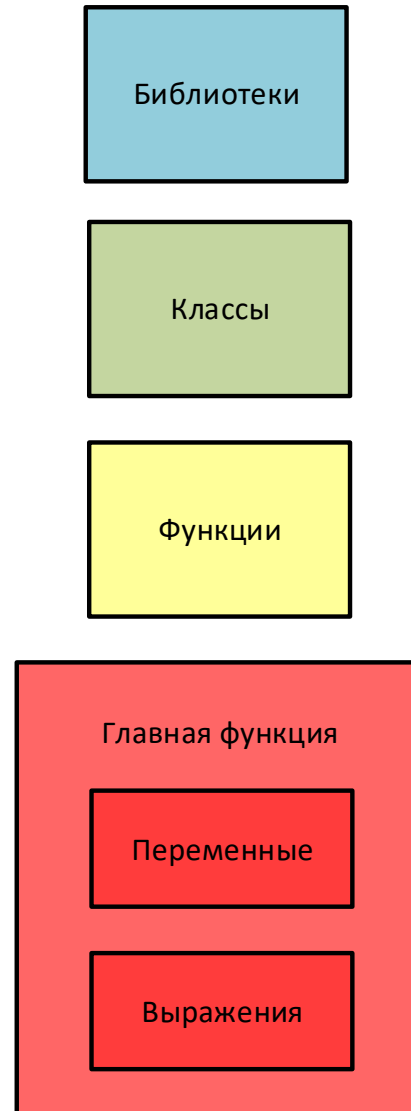 Библиотеки
Классы
Функции
Главная функция
Переменные
Выражения